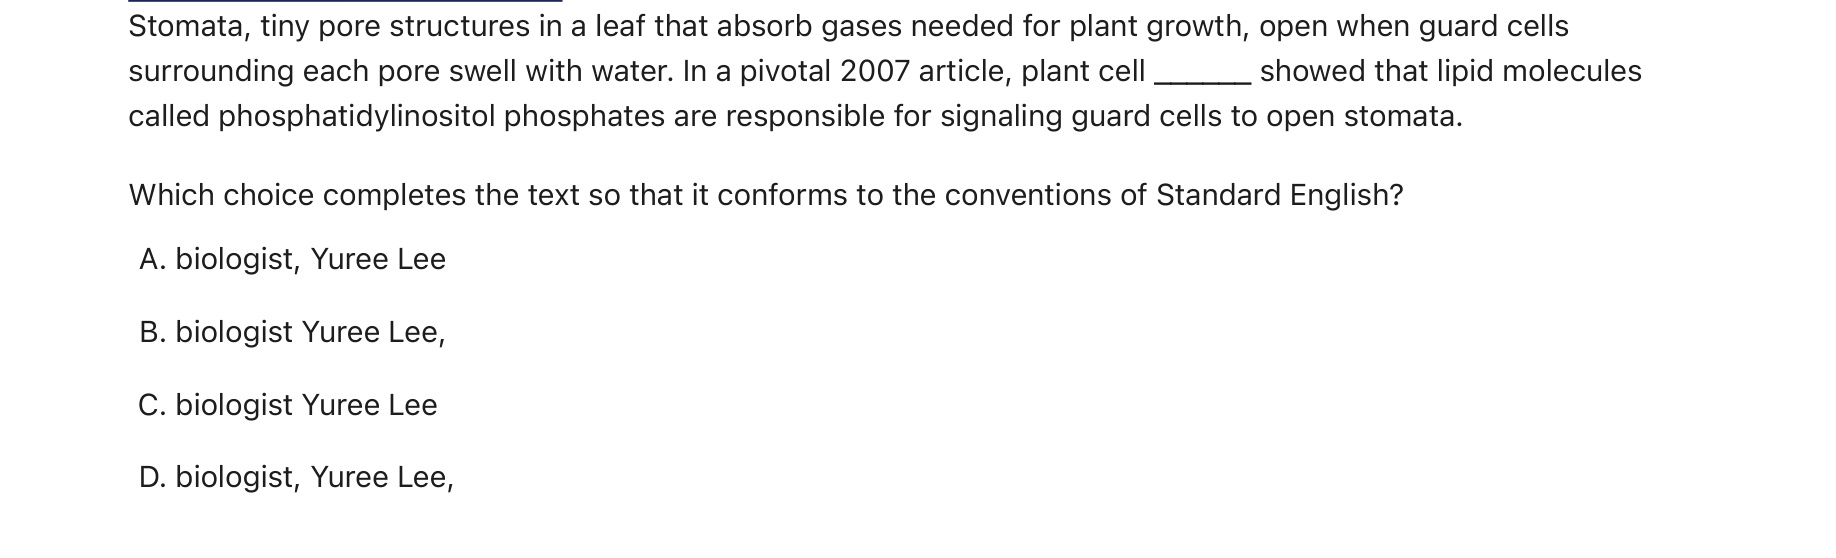 Stomata, tiny pore structures in a leaf that absorb gases needed for plant growth, open when guard cells
surrounding each pore swell with water. In a pivotal 2007 article, plant cell ______ showed that lipid molecules
called phosphatidylinositol phosphates are responsible for signaling guard cells to open stomata.
Which choice completes the text so that it conforms to the conventions of Standard English?
A. biologist, Yuree Lee
B. biologist Yuree Lee,
C. biologist Yuree Lee
D. biologist, Yuree Lee,